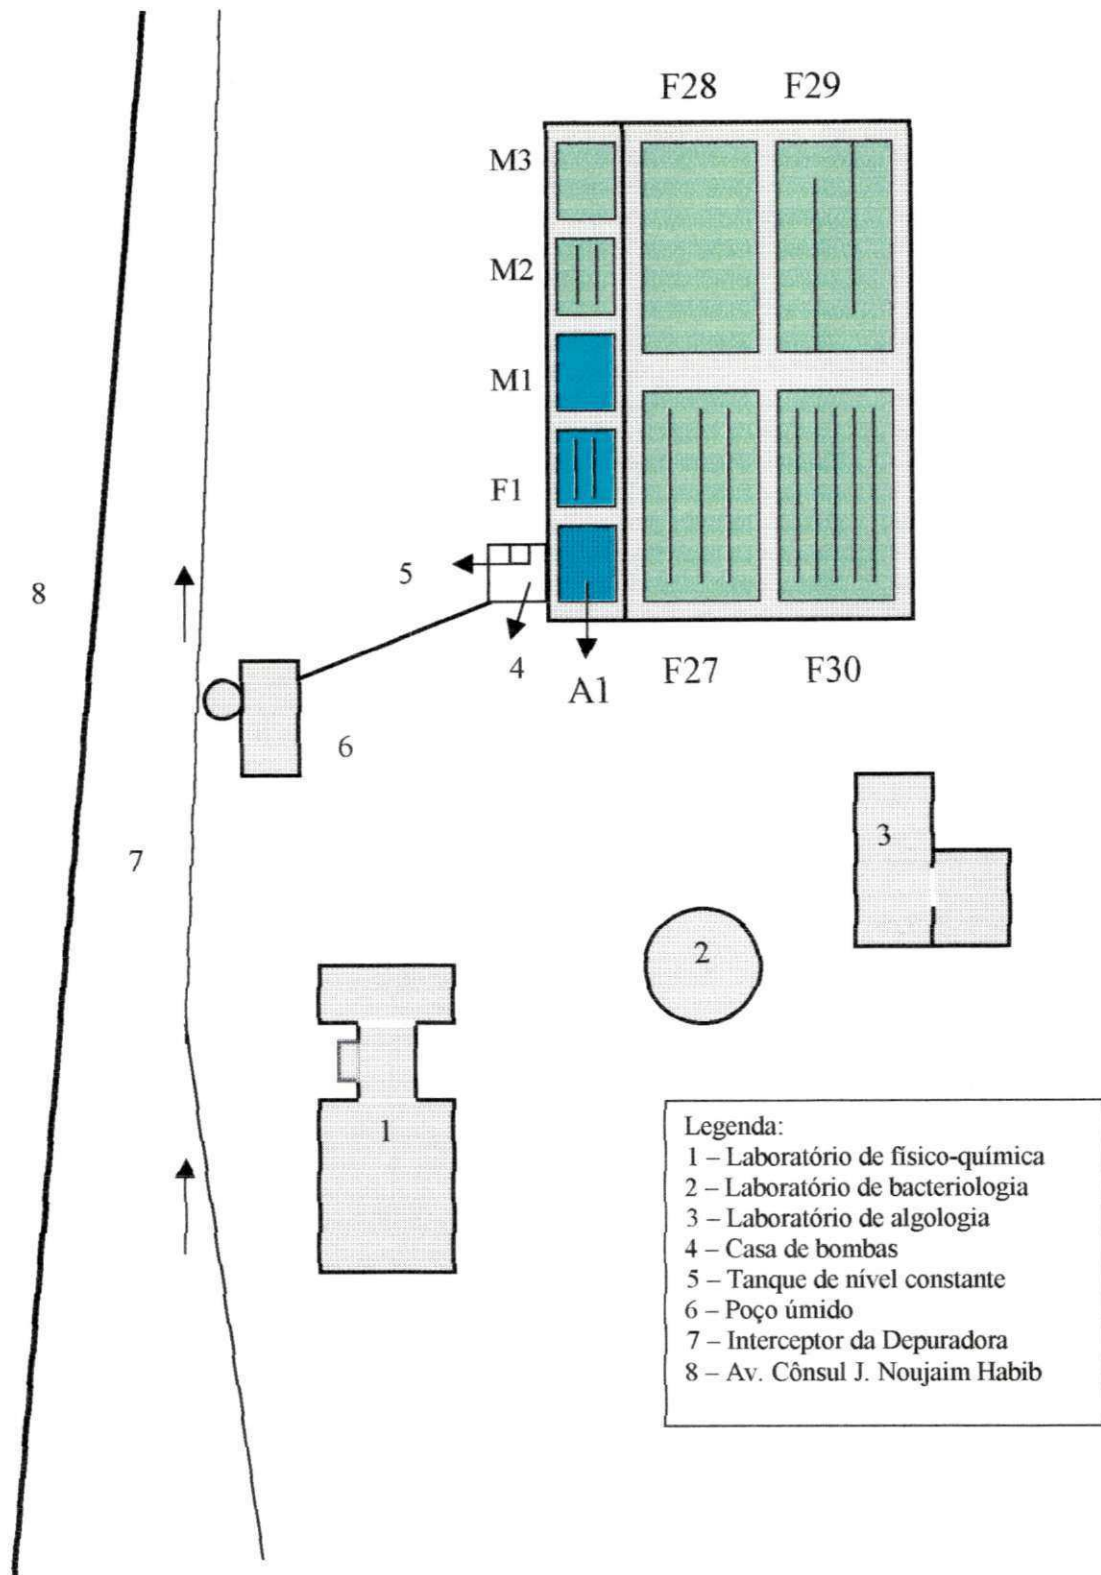 F28 F29
M3
M2
M1
F1
5
8
4
A1
F27 F30
6
7
3
2
1
Legenda:
1 – Laboratório de físico-química
2 – Laboratório de bacteriologia
3 – Laboratório de algologia
4 – Casa de bombas
5 – Tanque de nível constante
6 – Poço úmido
7 – Interceptor da Depuradora
8 – Av. Cônsul J. Noujaim Habib